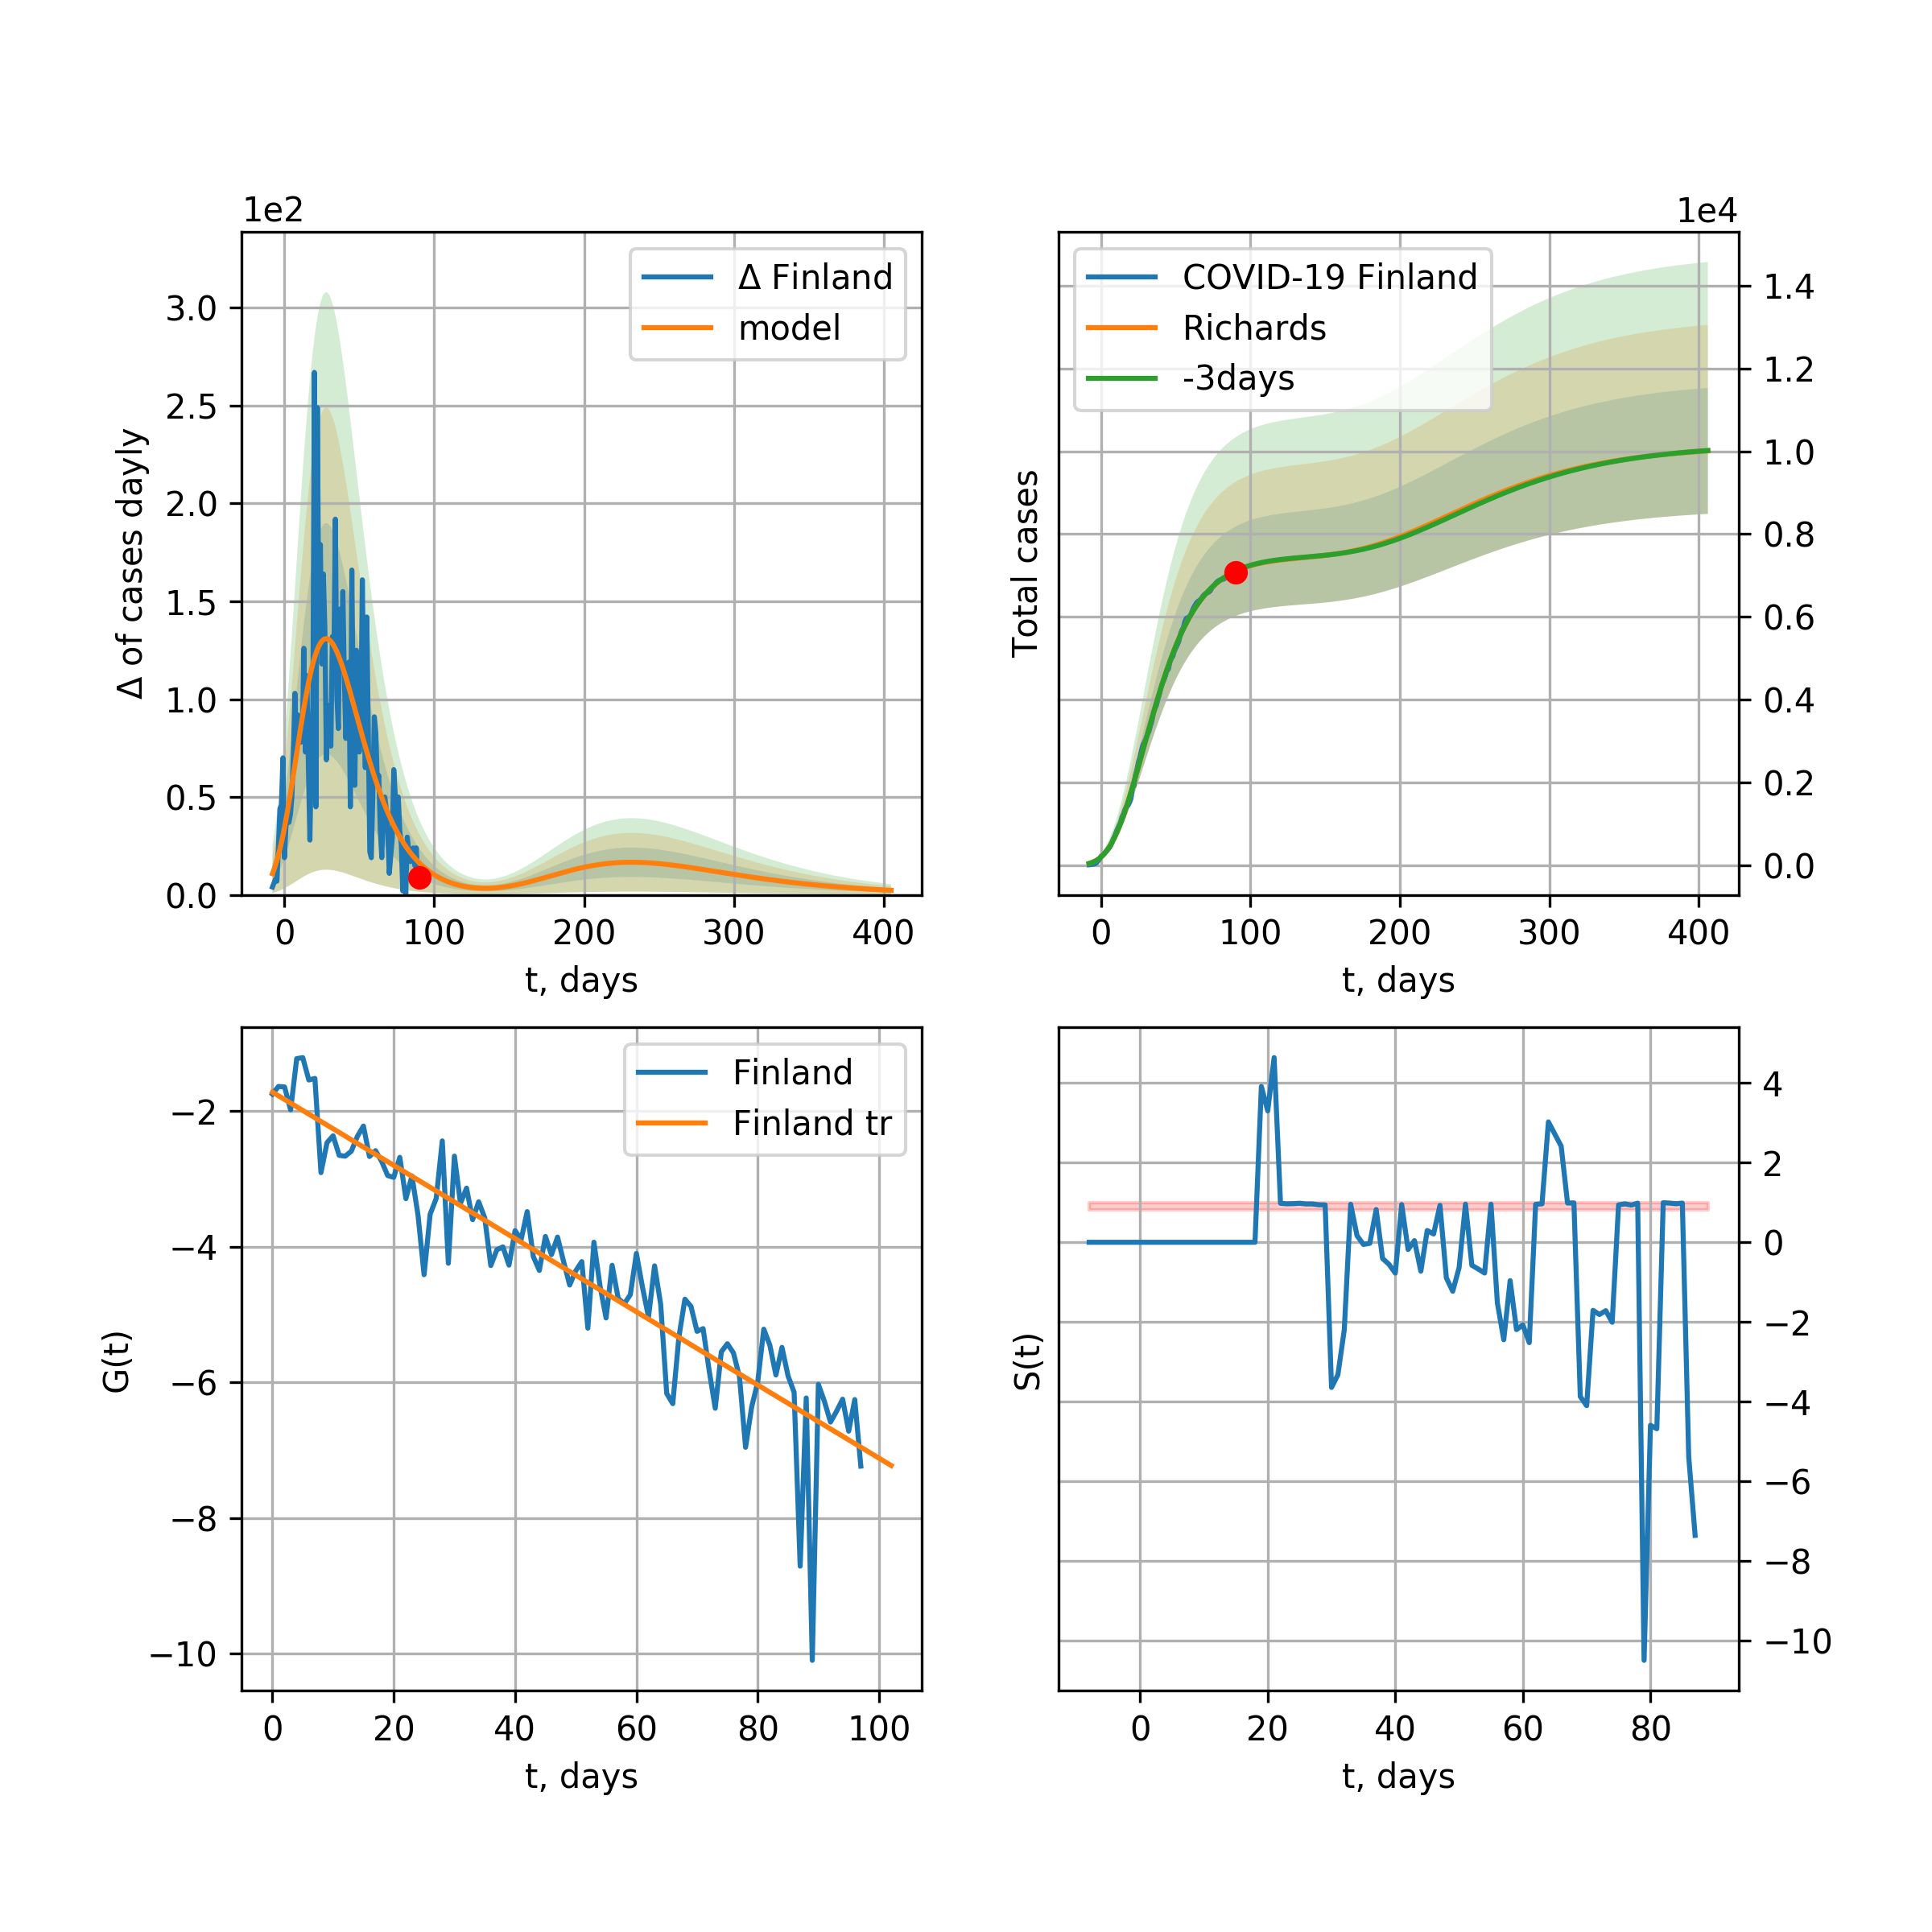 1e2
Δ of cases dayly
3.0
2.5
2.0
1.5
1.0
0.5
0.0
Δ Finland
model
0 100 200 300 400
t, days
1e4
Total cases
COVID-19 Finland
Richards
-3days
1.4
1.2
1.0
0.8
0.6
0.4
0.2
0.0
0 100 200 300 400
t, days
G(t)
−2
−4
−6
−8
−10
Finland
Finland tr
0 20 40 60 80 100
t, days
S(t)
4
2
0
−2
−4
−6
−8
−10
0 20 40 60 80
t, days